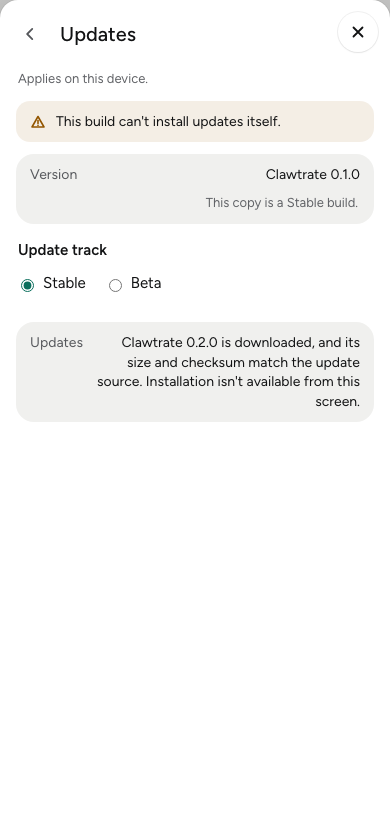 Updates
Applies on this device.
This build can't install updates itself.
Version
Clawtrate 0.1.0
This copy is a Stable build.
Update track
Stable
Beta
Updates
Clawtrate 0.2.0 is downloaded, and its
size and checksum match the update
source. Installation isn't available from this
screen.